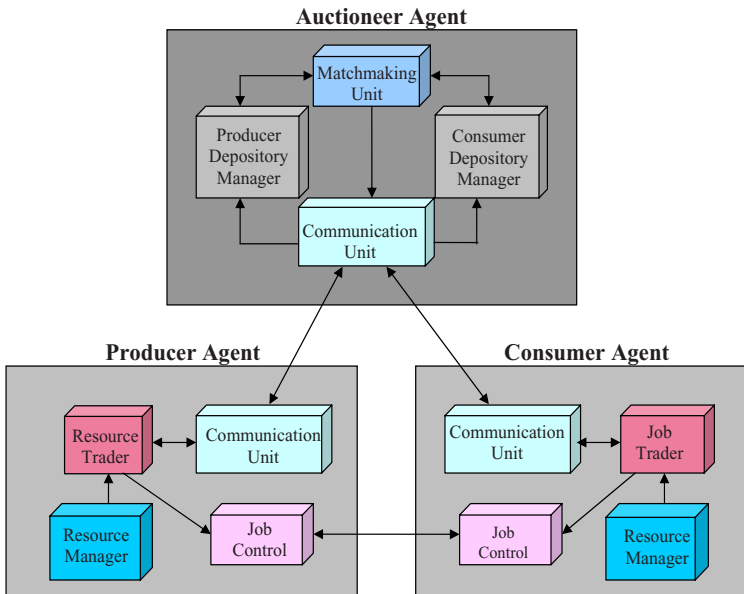 Auctioneer Agent
Matchmaking
Unit
Producer
Depository
Manager
Consumer
Depository
Manager
Communication
Unit
Producer Agent
Resource
Trader
Communication
Unit
Resource
Manager
Job
Control
Consumer Agent
Communication
Unit
Job
Trader
Job
Control
Resource
Manager